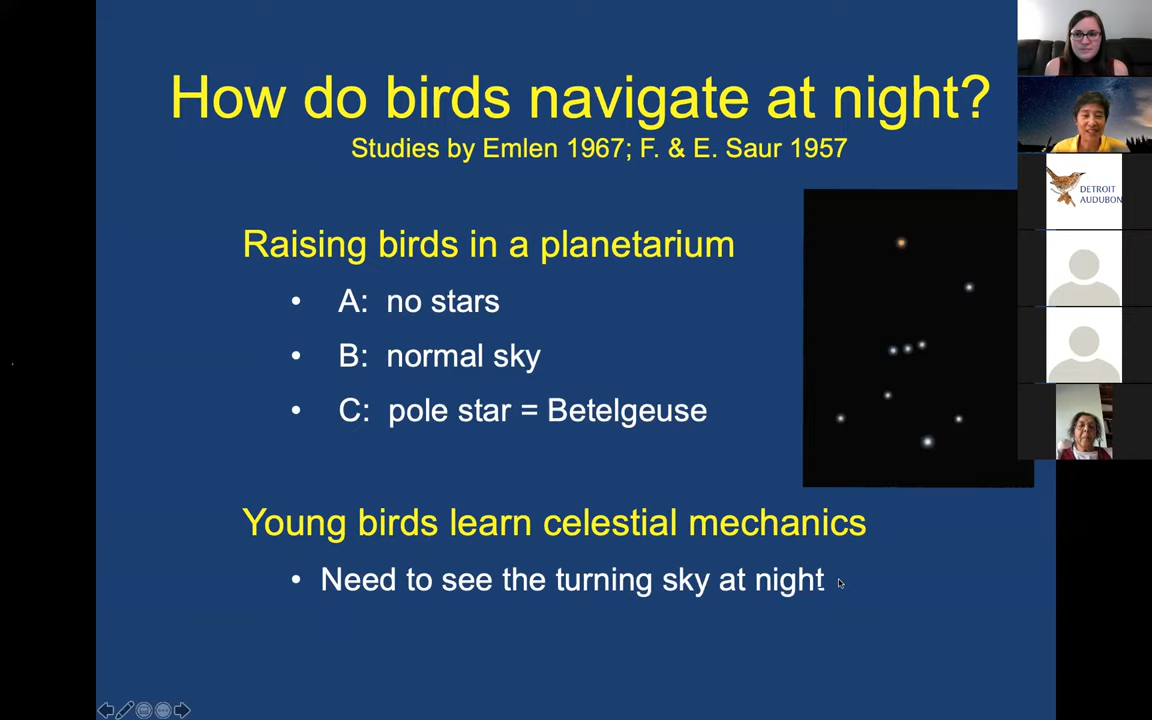 How do birds navigate at night?
Studies by Emlen 1967; F. & E. Saur 1957
Raising birds in a planetarium
• A: no stars
• B: normal sky
• C: pole star = Betelgeuse
Young birds learn celestial mechanics
• Need to see the turning sky at night
DETROIT
AUDUBON